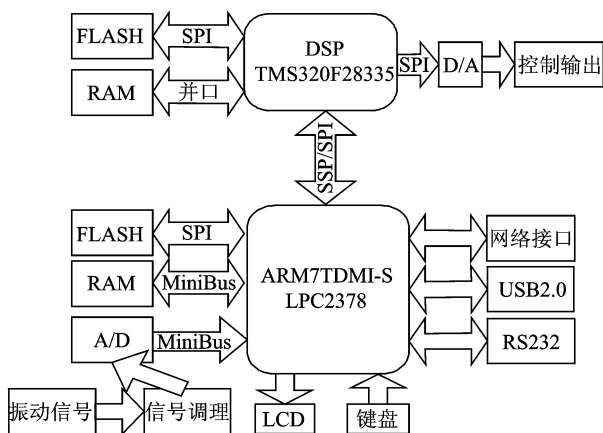 FLASH
SPI
DSP
TMS320F28335
SPI
D/A
控制输出
RAM
并口
SSP/SPI
FLASH
SPI
网络接口
ARM7TDMI-S
LPC2378
RAM
MiniBus
USB2.0
A/D
MiniBus
RS232
振动信号
信号调理
LCD
键盘